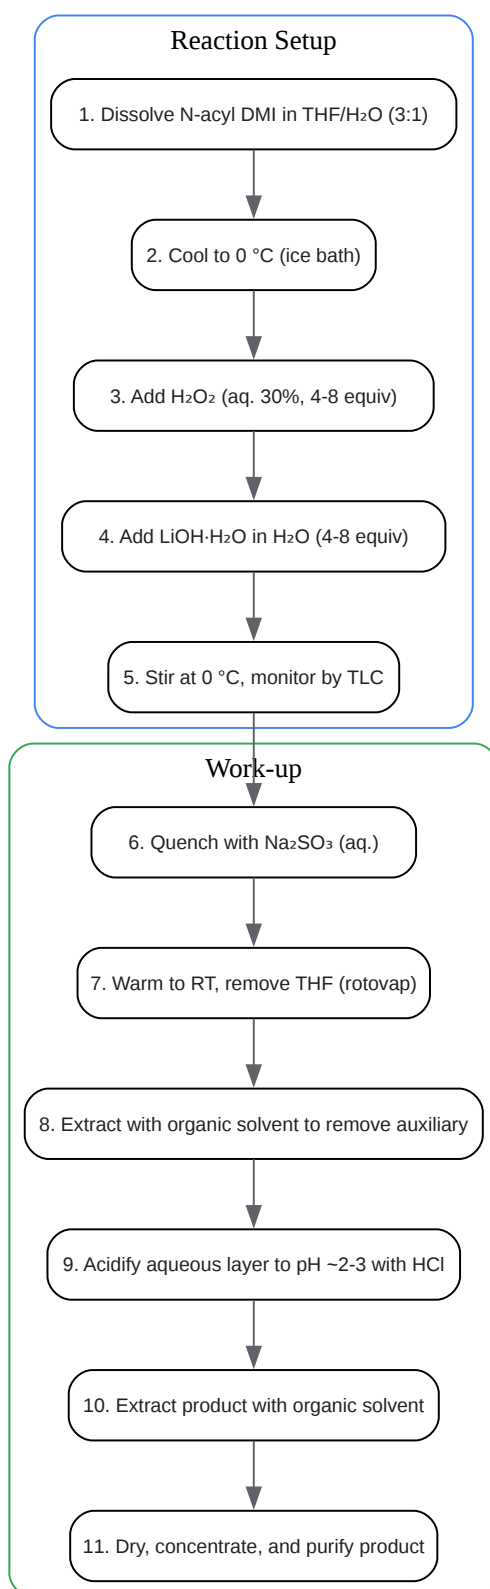 Reaction Setup
1. Dissolve N-acyl DMI in THF/H₂O (3:1)
2. Cool to 0 °C (ice bath)
3. Add H₂O₂ (aq. 30%, 4-8 equiv)
4. Add LiOH·H₂O in H₂O (4-8 equiv)
5. Stir at 0 °C, monitor by TLC
Work-up
6. Quench with Na₂SO₃ (aq.)
7. Warm to RT, remove THF (rotovap)
8. Extract with organic solvent to remove auxiliary
9. Acidify aqueous layer to pH ~2-3 with HCl
10. Extract product with organic solvent
11. Dry, concentrate, and purify product